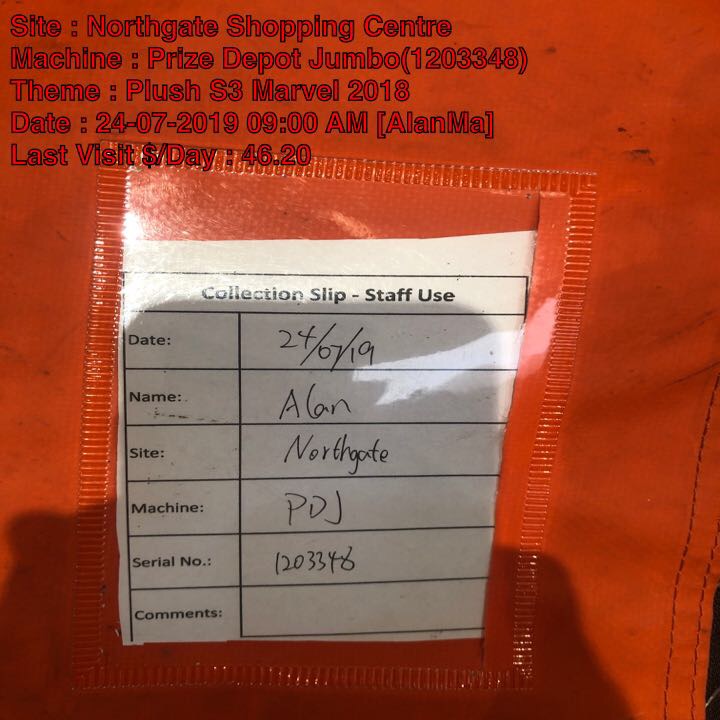 Site : Northgate Shopping Centre
Machine : Prize Depot Jumbo(1203348)
Theme : Plush S3 Marvel 2018
Date : 24-07-2019 09:00 AM [AlanMa]
Last Visit $/Day : 46.20
Collection Slip - Staff Use
Date: 24/07/19
Name: Alan
Site: Northgate
Machine: PDJ
Serial No.: 1203348
Comments: